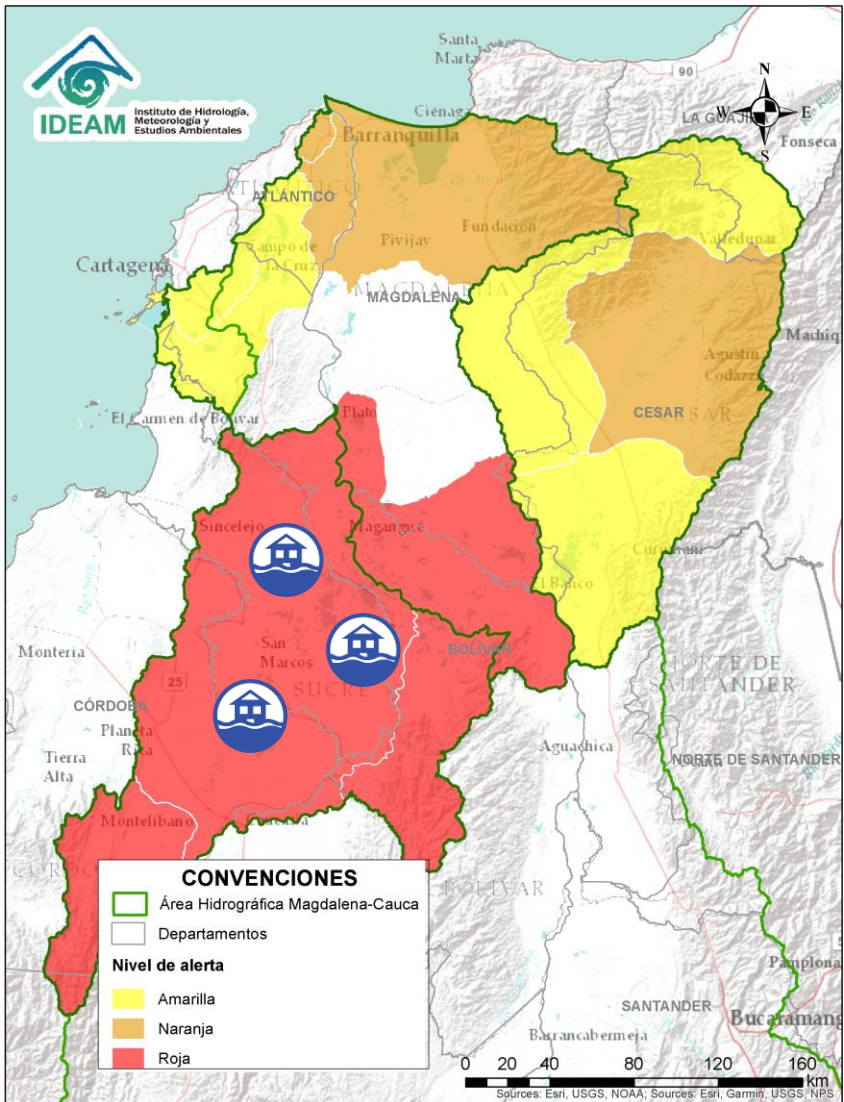 IDEAM
Instituto de Hidrología,
Meteorología y
Estudios Ambientales
Santa
Marta
90
N
W
E
S
LA GUAJIRA
Fonseca
Ciénaga
Barranquilla
ATLÁNTICO
Valledupar
Fundación
Pivijay
Campo de
la Cruz
Cartagena
MAGDALENA
Agustín
Codazzi
El Carmen de Bolívar
Plato
CESAR
Sincelejo
Magangué
El Banco
San
Marcos
BOLÍVAR
Montería
25
SUCRE
NORTE DE
SANTANDER
CÓRDOBA
Planeta
Rica
Tierra
Alta
Aguachica
NORTE DE SANTANDER
Montelíbano
BOLÍVAR
CONVENCIONES
Área Hidrográfica Magdalena-Cauca
Departamentos
Nivel de alerta
Amarilla
Naranja
Roja
Pamplona
SANTANDER
Bucaramang
Barrancabermeja
0 20 40 80 120 160
km
Sources: Esri, USGS, NOAA; Sources: Esri, Garmin, USGS, NPS